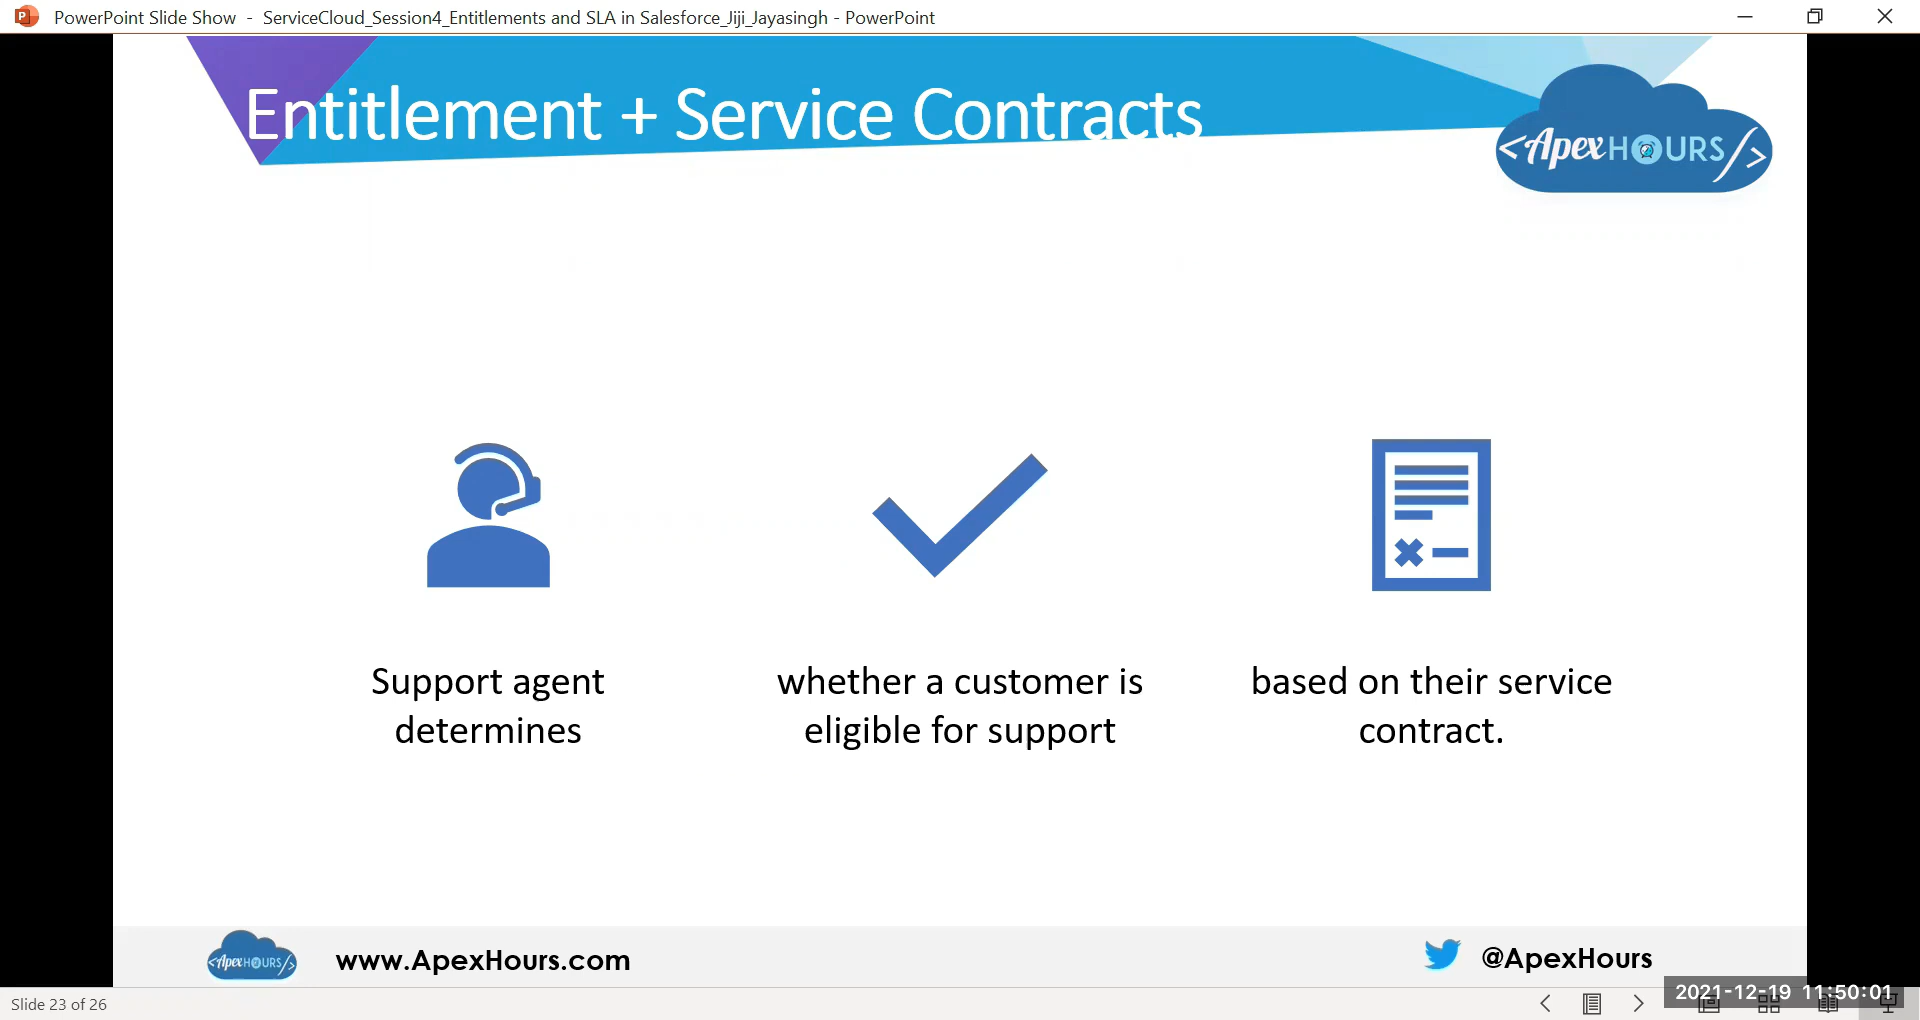 PowerPoint Slide Show - ServiceCloud_Session4_Entitlements and SLA in Salesforce_Jiji_Jayasingh - PowerPoint
Entitlement + Service Contracts
<ApexHOURS/>
Support agent
determines
whether a customer is
eligible for support
based on their service
contract.
<ApexHOURS/>
www.ApexHours.com
@ApexHours
Slide 23 of 26
2021-12-19 11:50:01